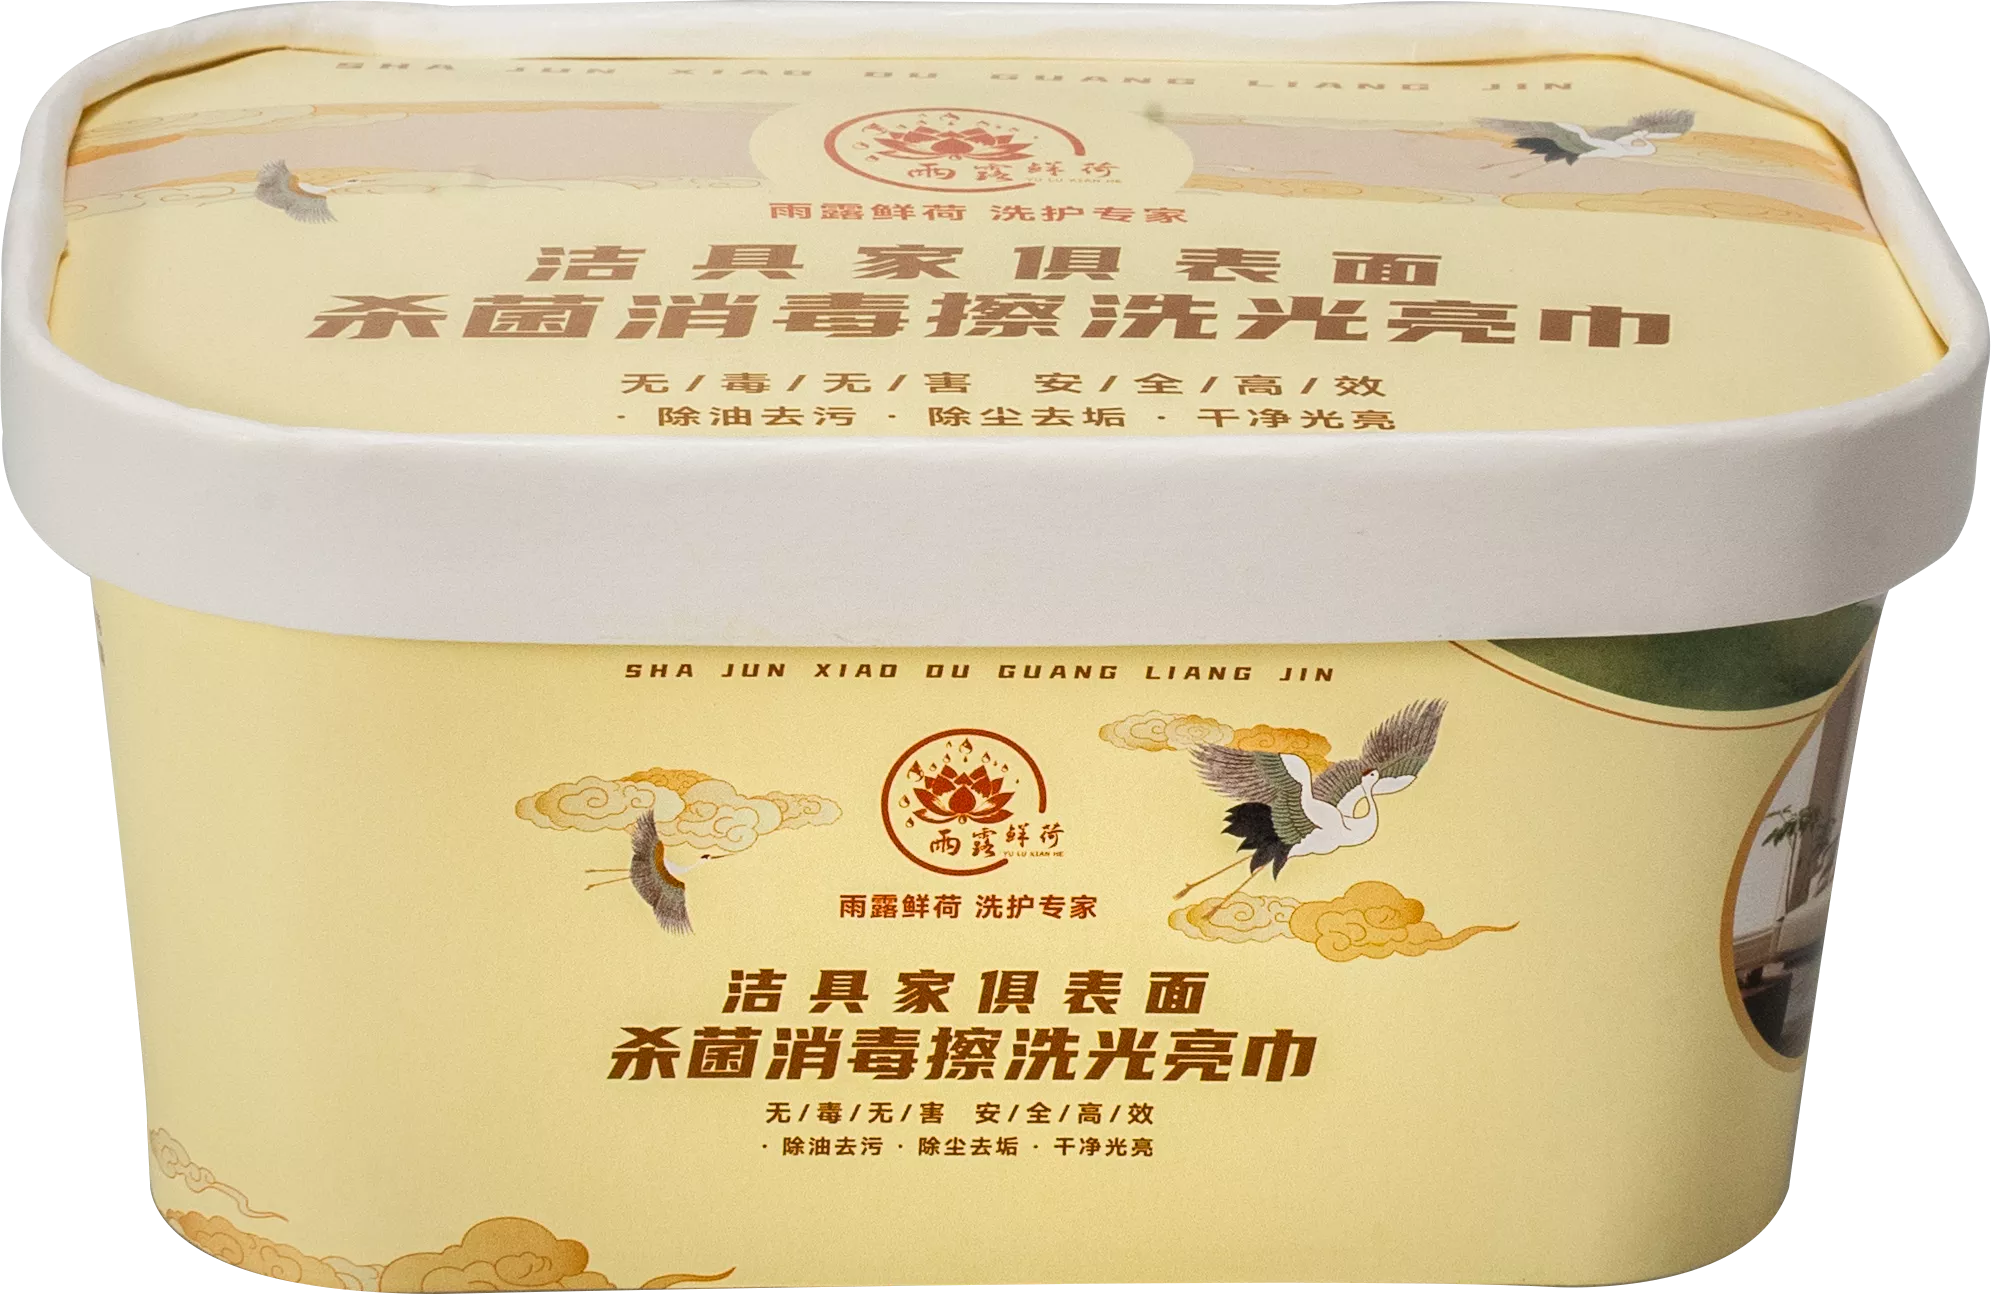 SHA JUN XIAO DU GUANG LIANG JIN
雨露鲜荷
YU LU XIAN HE
雨露鲜荷 洗护专家
洁具家俱表面
杀菌消毒擦洗光亮巾
无/毒/无/害 安/全/高/效
·除油去污 ·除尘去垢 ·干净光亮
SHA JUN XIAO DU GUANG LIANG JIN
雨露鲜荷
YU LU XIAN HE
雨露鲜荷 洗护专家
洁具家俱表面
杀菌消毒擦洗光亮巾
无/毒/无/害 安/全/高/效
·除油去污 ·除尘去垢 ·干净光亮